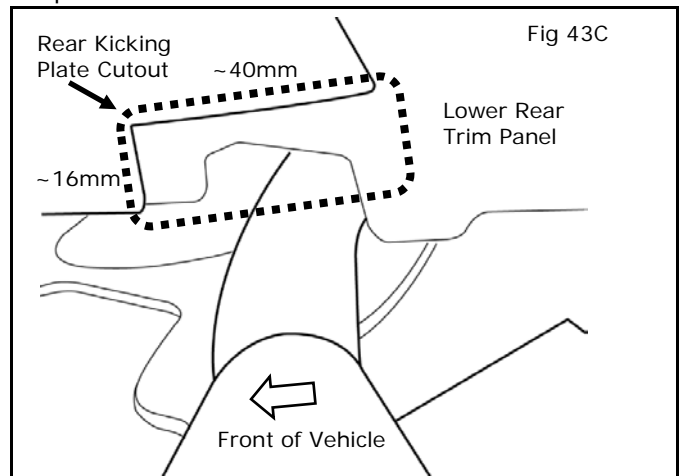 Fig 43C
Rear Kicking
Plate Cutout
~40mm
Lower Rear
Trim Panel
~16mm
Front of Vehicle